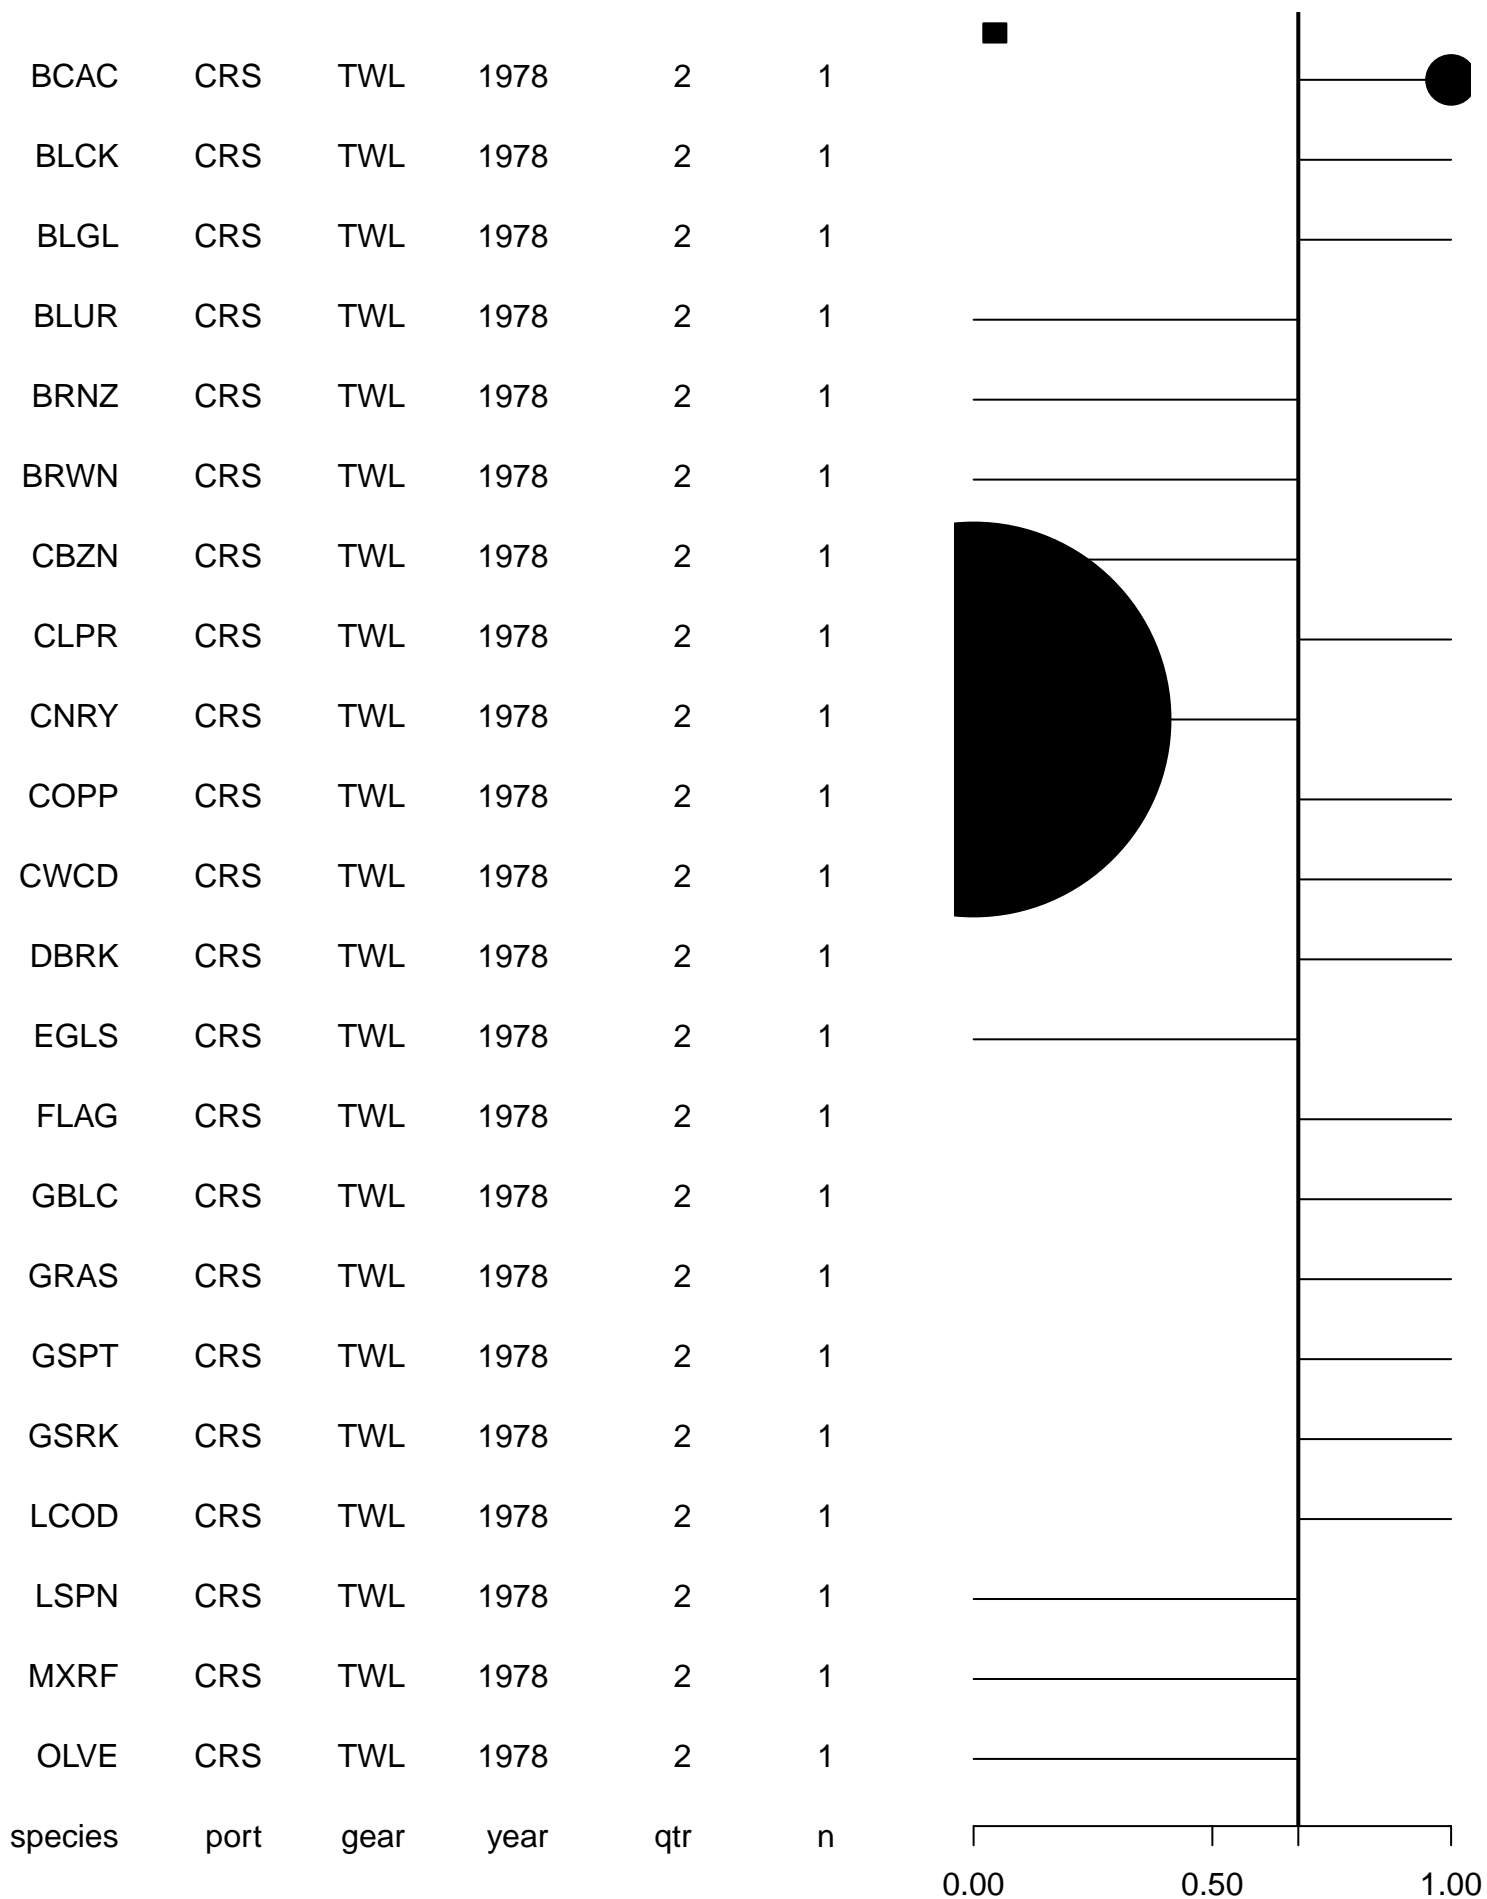 BCAC CRS TWL 1978 2 1
BLCK CRS TWL 1978 2 1
BLGL CRS TWL 1978 2 1
BLUR CRS TWL 1978 2 1
BRNZ CRS TWL 1978 2 1
BRWN CRS TWL 1978 2 1
CBZN CRS TWL 1978 2 1
CLPR CRS TWL 1978 2 1
CNRY CRS TWL 1978 2 1
COPP CRS TWL 1978 2 1
CWCD CRS TWL 1978 2 1
DBRK CRS TWL 1978 2 1
EGLS CRS TWL 1978 2 1
FLAG CRS TWL 1978 2 1
GBLC CRS TWL 1978 2 1
GRAS CRS TWL 1978 2 1
GSPT CRS TWL 1978 2 1
GSRK CRS TWL 1978 2 1
LCOD CRS TWL 1978 2 1
LSPN CRS TWL 1978 2 1
MXRF CRS TWL 1978 2 1
OLVE CRS TWL 1978 2 1
species port gear year qtr n
0.00 0.50 1.00